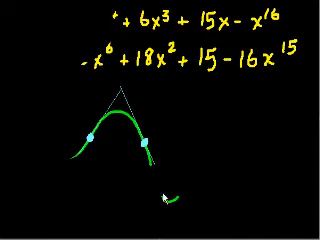 + 6x³ + 15x - x¹⁶
-x⁶ + 18x² + 15 - 16x¹⁵